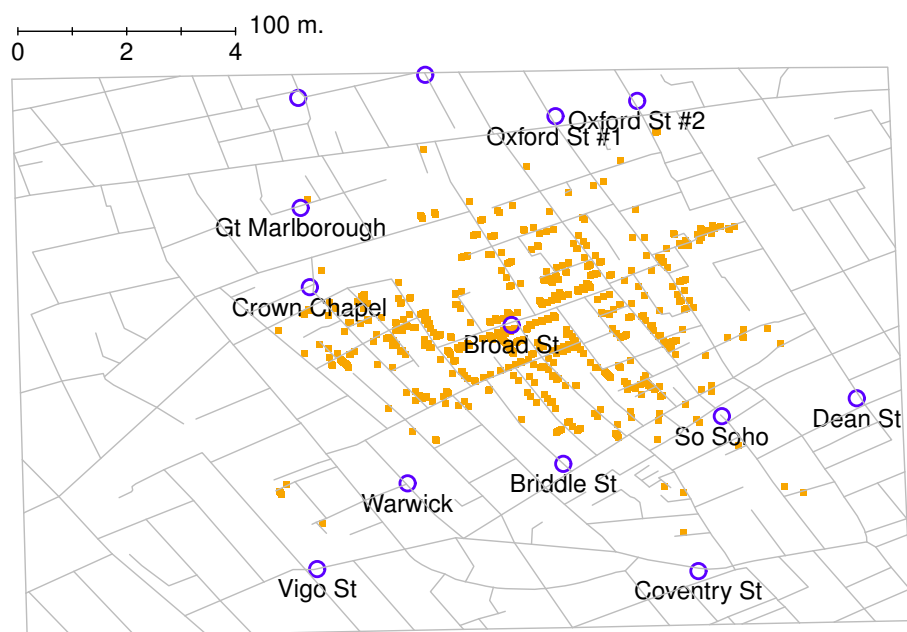 100 m.
0 2 4
Oxford St #2
Oxford St #1
Gt Marlborough
Crown Chapel
Broad St
Dean St
So Soho
Briddle St
Warwick
Vigo St
Coventry St